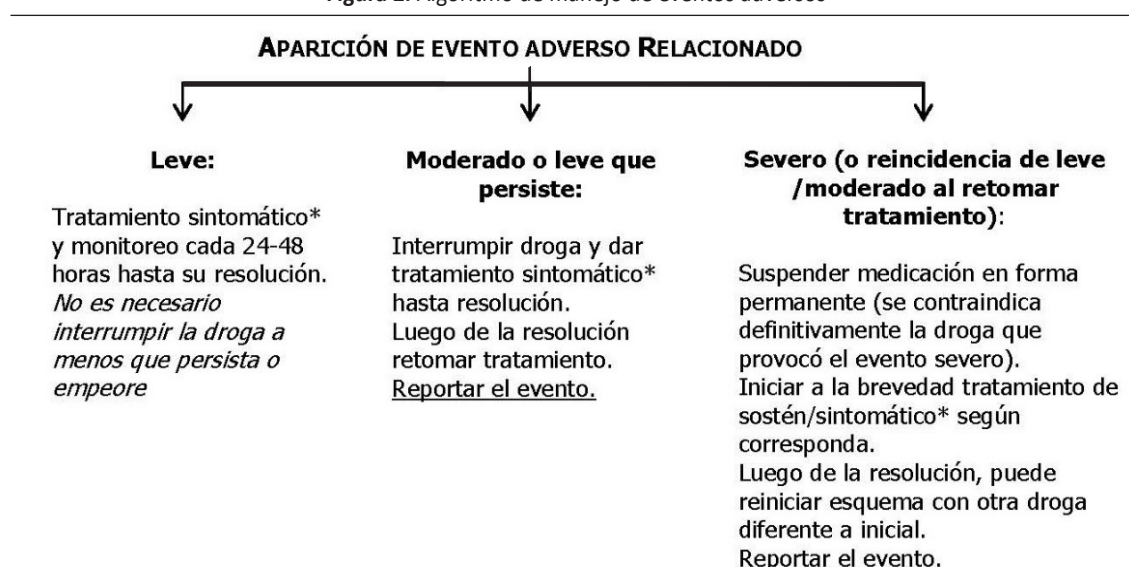 Figura 2. Algoritmo de manejo de eventos adversos
APARICIÓN DE EVENTO ADVERSO RELACIONADO
Leve:
Tratamiento sintomático*
y monitoreo cada 24-48
horas hasta su resolución.
No es necesario
interrumpir la droga a
menos que persista o
empeore
Moderado o leve que
persiste:
Interrumpir droga y dar
tratamiento sintomático*
hasta resolución.
Luego de la resolución
retomar tratamiento.
Reportar el evento.
Severo (o reincidencia de leve
/moderado al retomar
tratamiento):
Suspender medicación en forma
permanente (se contraindica
definitivamente la droga que
provocó el evento severo).
Iniciar a la brevedad tratamiento de
sostén/sintomático* según
corresponda.
Luego de la resolución, puede
reiniciar esquema con otra droga
diferente a inicial.
Reportar el evento.